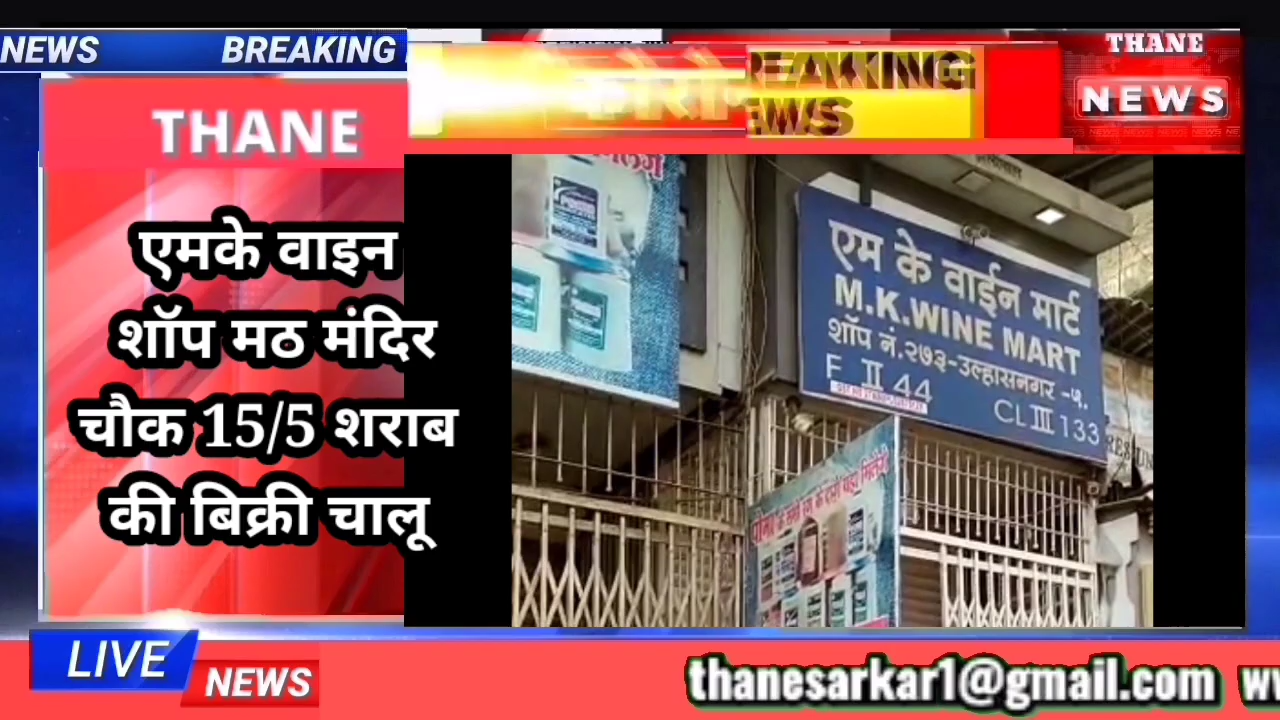 NEWS
BREAKING
THANE
NEWS
THANE
एमके वाइन
शॉप मठ मंदिर
चौक 15/5 शराब
की बिक्री चालू
एम के वाईन मार्ट
M.K.WINE MART
शॉप नं.२७३-उल्हासनगर -५.
F II 44
CL III 133
LIVE
NEWS
thanesarkar1@gmail.com